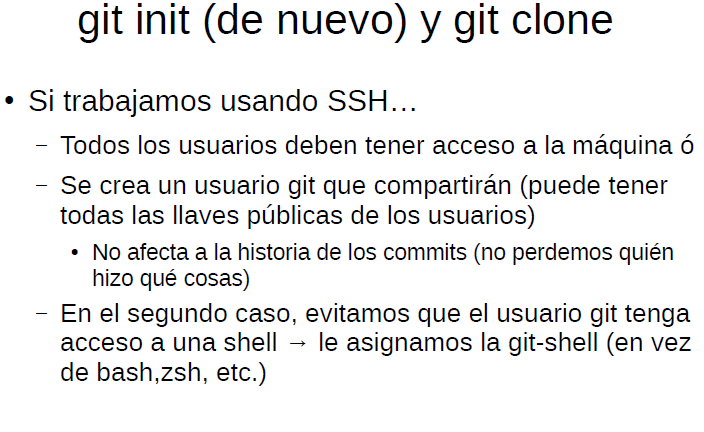 git init (de nuevo) y git clone
• Si trabajamos usando SSH…
– Todos los usuarios deben tener acceso a la máquina ó
– Se crea un usuario git que compartirán (puede tener
todas las llaves públicas de los usuarios)
• No afecta a la historia de los commits (no perdemos quién
hizo qué cosas)
– En el segundo caso, evitamos que el usuario git tenga
acceso a una shell → le asignamos la git-shell (en vez
de bash,zsh, etc.)